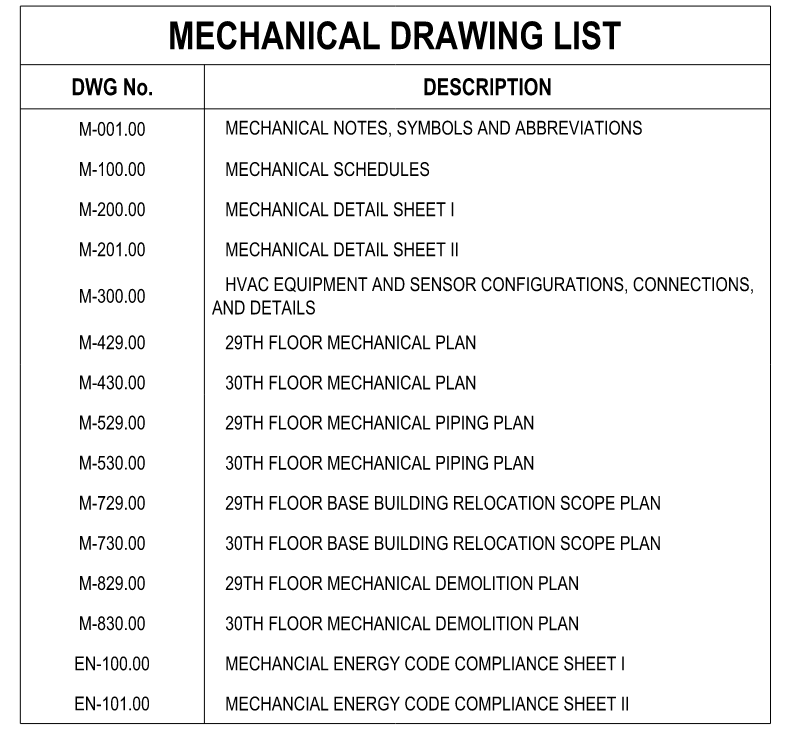 MECHANICAL DRAWING LIST
DWG No. DESCRIPTION
M-001.00 MECHANICAL NOTES, SYMBOLS AND ABBREVIATIONS
M-100.00 MECHANICAL SCHEDULES
M-200.00 MECHANICAL DETAIL SHEET I
M-201.00 MECHANICAL DETAIL SHEET II
M-300.00 HVAC EQUIPMENT AND SENSOR CONFIGURATIONS, CONNECTIONS,
AND DETAILS
M-429.00 29TH FLOOR MECHANICAL PLAN
M-430.00 30TH FLOOR MECHANICAL PLAN
M-529.00 29TH FLOOR MECHANICAL PIPING PLAN
M-530.00 30TH FLOOR MECHANICAL PIPING PLAN
M-729.00 29TH FLOOR BASE BUILDING RELOCATION SCOPE PLAN
M-730.00 30TH FLOOR BASE BUILDING RELOCATION SCOPE PLAN
M-829.00 29TH FLOOR MECHANICAL DEMOLITION PLAN
M-830.00 30TH FLOOR MECHANICAL DEMOLITION PLAN
EN-100.00 MECHANCIAL ENERGY CODE COMPLIANCE SHEET I
EN-101.00 MECHANCIAL ENERGY CODE COMPLIANCE SHEET II